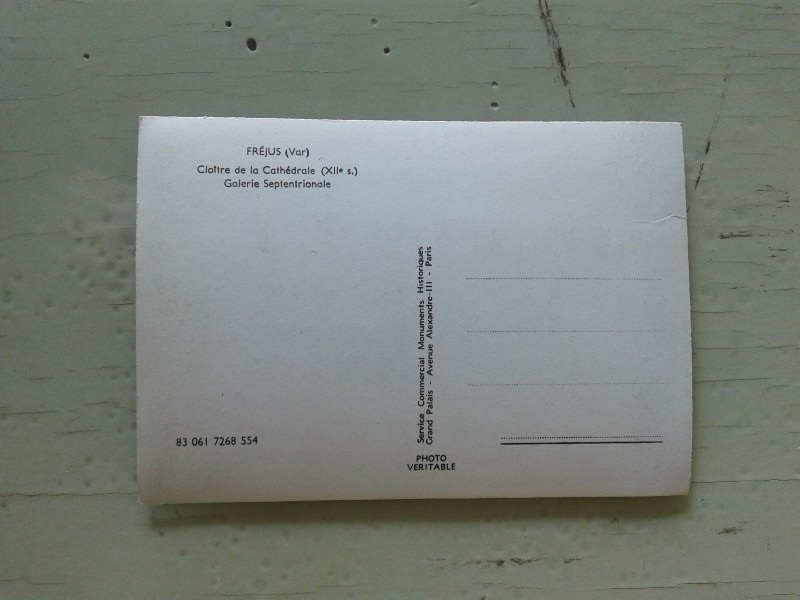 FRÉJUS (Var)
Cloître de la Cathédrale (XIIe s.)
Galerie Septentrionale
83 061 7268 554
Service Commercial Monuments Historiques
Grand Palais - Avenue Alexandre-III - Paris
PHOTO
VERITABLE